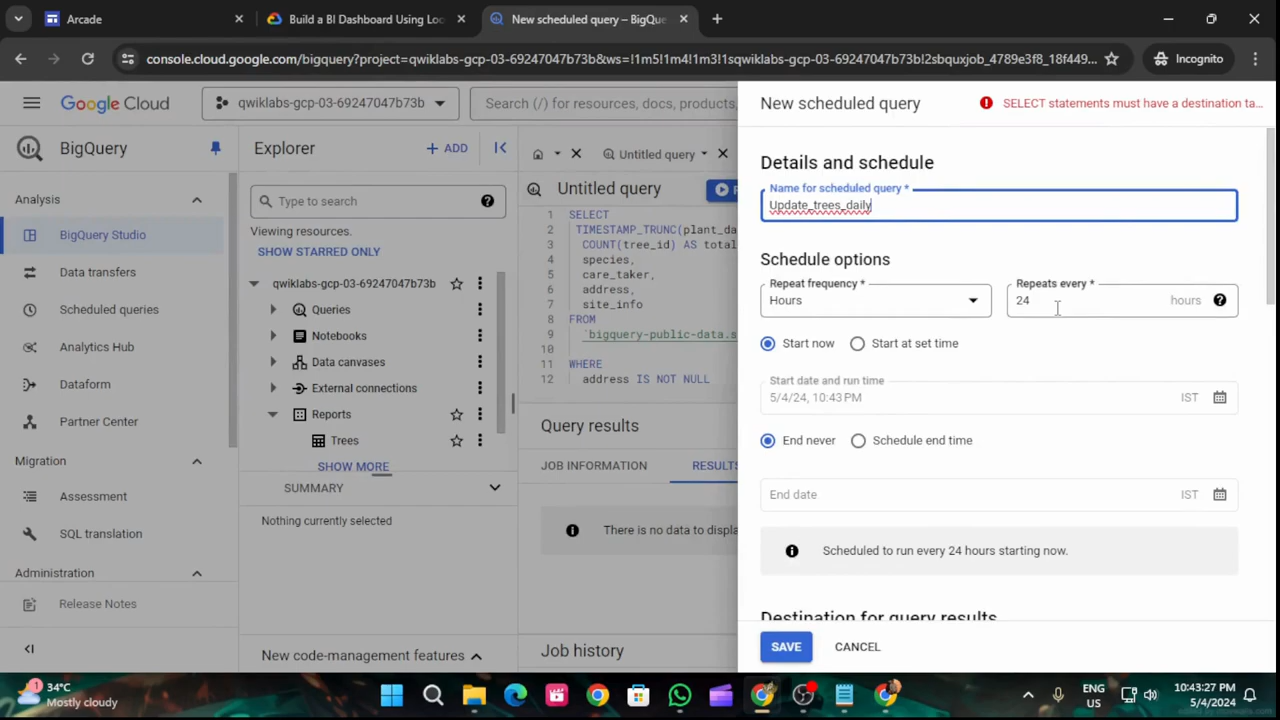 Arcade
Build a BI Dashboard Using Loo
New scheduled query – BigQue
console.cloud.google.com/bigquery?project=qwiklabs-gcp-03-69247047b73b&ws=!1m5!1m4!1m3!1sqwiklabs-gcp-03-69247047b73b!2sbquxjob_4789e3f8_18f449...
Incognito
Google Cloud
qwiklabs-gcp-03-69247047b73b
Search (/) for resources, docs, products,
New scheduled query
SELECT statements must have a destination ta...
BigQuery
Explorer
+ ADD
Untitled query
Details and schedule
Analysis
Type to search
Untitled query
Name for scheduled query *
Update_trees_daily
BigQuery Studio
Viewing resources.
SHOW STARRED ONLY
1 SELECT
2 TIMESTAMP_TRUNC(plant_da
3 COUNT(tree_id) AS total
4 species,
5 care_taker,
6 address,
7 site_info
8 FROM
9 `bigquery-public-data.s
10
11 WHERE
12 address IS NOT NULL
Schedule options
Data transfers
Scheduled queries
Analytics Hub
Dataform
Partner Center
Migration
Assessment
SQL translation
Administration
Release Notes
qwiklabs-gcp-03-69247047b73b
Queries
Notebooks
Data canvases
External connections
Reports
Trees
SHOW MORE
SUMMARY
Nothing currently selected
New code-management features
Query results
JOB INFORMATION
RESULTS
There is no data to displa
Job history
Repeat frequency *
Hours
Repeats every *
24
hours
Start now
Start at set time
Start date and run time
5/4/24, 10:43 PM
IST
End never
Schedule end time
End date
IST
Scheduled to run every 24 hours starting now.
Destination for query results
SAVE
CANCEL
1
34°C
Mostly cloudy
ENG
US
10:43:27 PM
5/4/2024